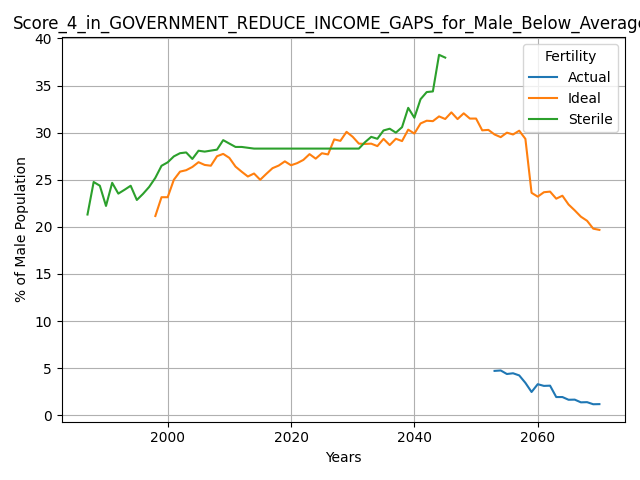 Score_4_in_GOVERNMENT_REDUCE_INCOME_GAPS_for_Male_Below_Average
Fertility
Actual
Ideal
Sterile
% of Male Population
40
35
30
25
20
15
10
5
0
2000 2020 2040 2060
Years